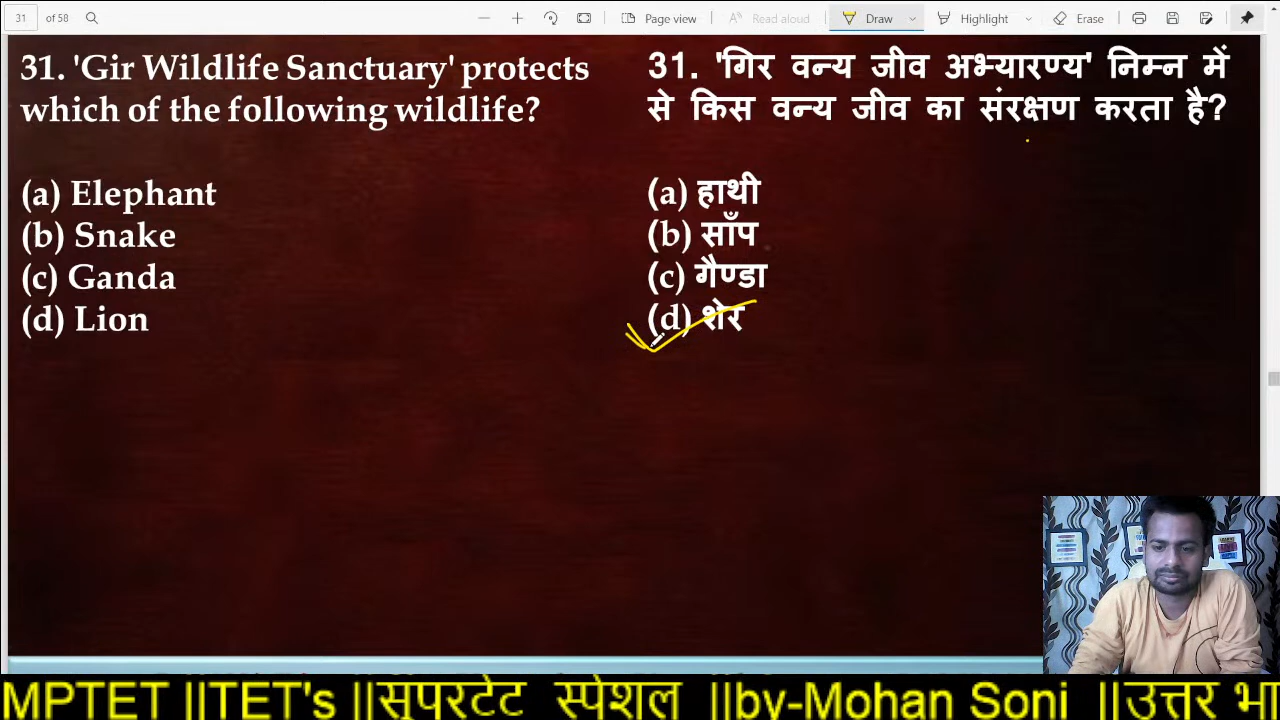 31
of 58
Page view
Read aloud
Draw
Highlight
Erase
31. 'Gir Wildlife Sanctuary' protects
which of the following wildlife?
(a) Elephant
(b) Snake
(c) Ganda
(d) Lion
31. 'गिर वन्य जीव अभ्यारण्य' निम्न में
से किस वन्य जीव का संरक्षण करता है?
(a) हाथी
(b) साँप
(c) गैण्डा
(d) शेर
MPTET ||TET's ||सुपरटेट स्पेशल ||by-Mohan Soni ||उत्तर भा